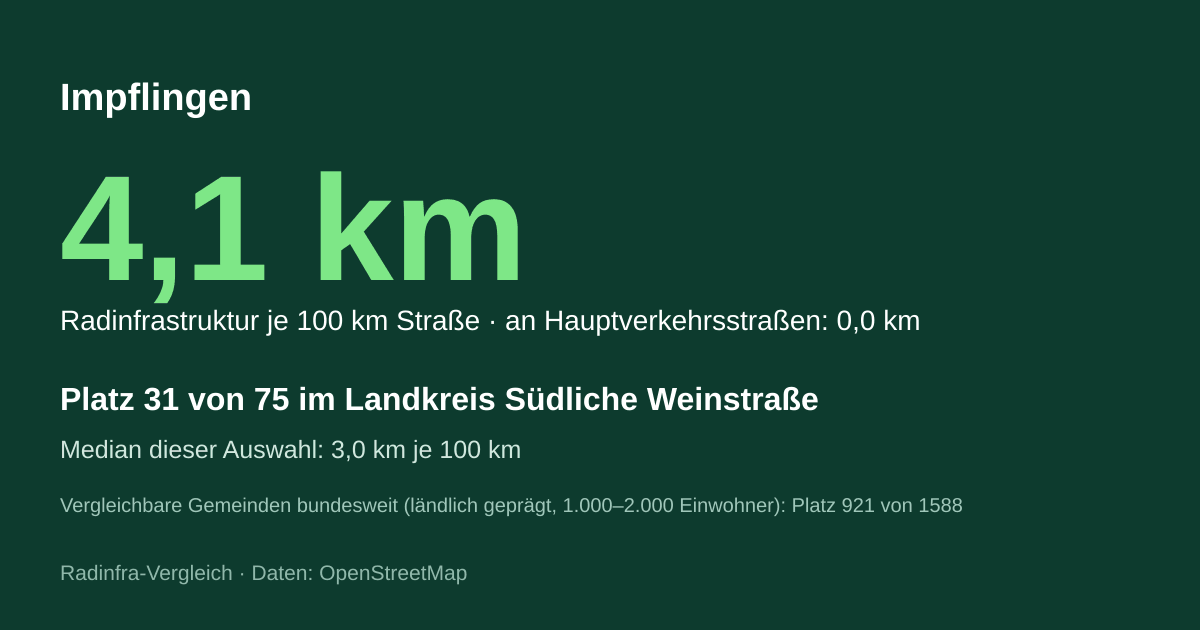 Impflingen
4,1 km
Radinfrastruktur je 100 km Straße · an Hauptverkehrsstraßen: 0,0 km
Platz 31 von 75 im Landkreis Südliche Weinstraße
Median dieser Auswahl: 3,0 km je 100 km
Vergleichbare Gemeinden bundesweit (ländlich geprägt, 1.000–2.000 Einwohner): Platz 921 von 1588
Radinfra-Vergleich · Daten: OpenStreetMap